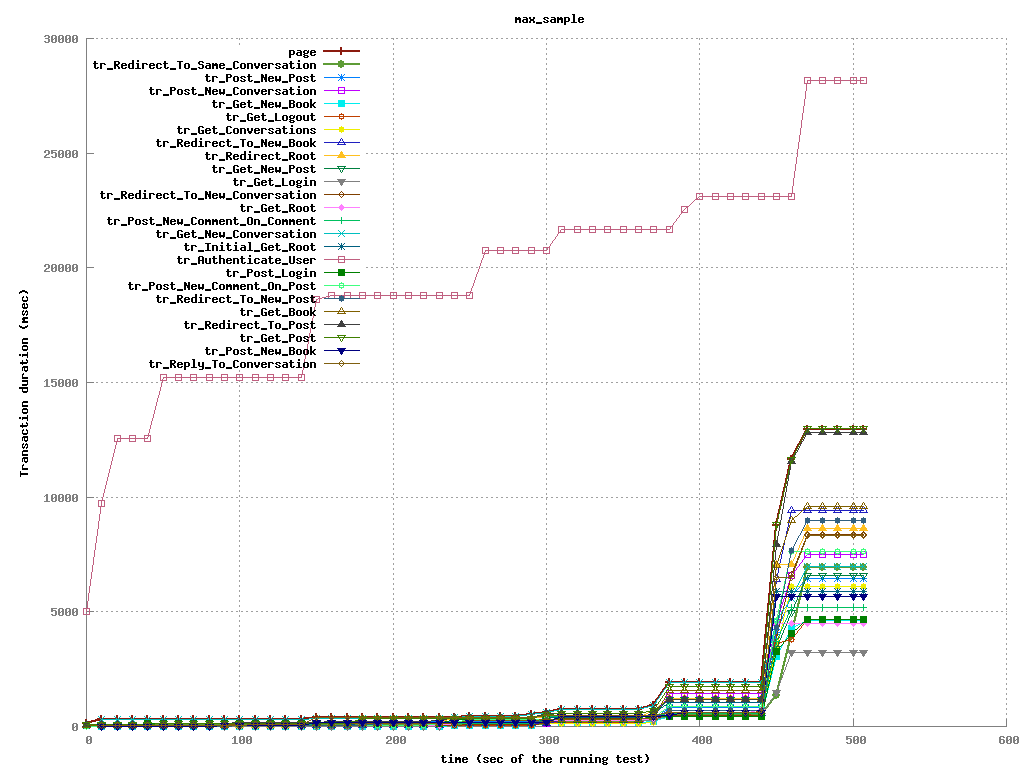 max_sample
30000
25000
20000
15000
10000
5000
0
Transaction duration (msec)
page
tr_Redirect_To_Same_Conversation
tr_Post_New_Post
tr_Post_New_Conversation
tr_Get_New_Book
tr_Get_Logout
tr_Get_Conversations
tr_Redirect_To_New_Book
tr_Redirect_Root
tr_Get_New_Post
tr_Get_Login
tr_Redirect_To_New_Conversation
tr_Get_Root
tr_Post_New_Comment_On_Comment
tr_Get_New_Conversation
tr_Initial_Get_Root
tr_Authenticate_User
tr_Post_Login
tr_Post_New_Comment_On_Post
tr_Redirect_To_New_Post
tr_Get_Book
tr_Redirect_To_Post
tr_Get_Post
tr_Post_New_Book
tr_Reply_To_Conversation
0 100 200 300 400 500 600
time (sec of the running test)